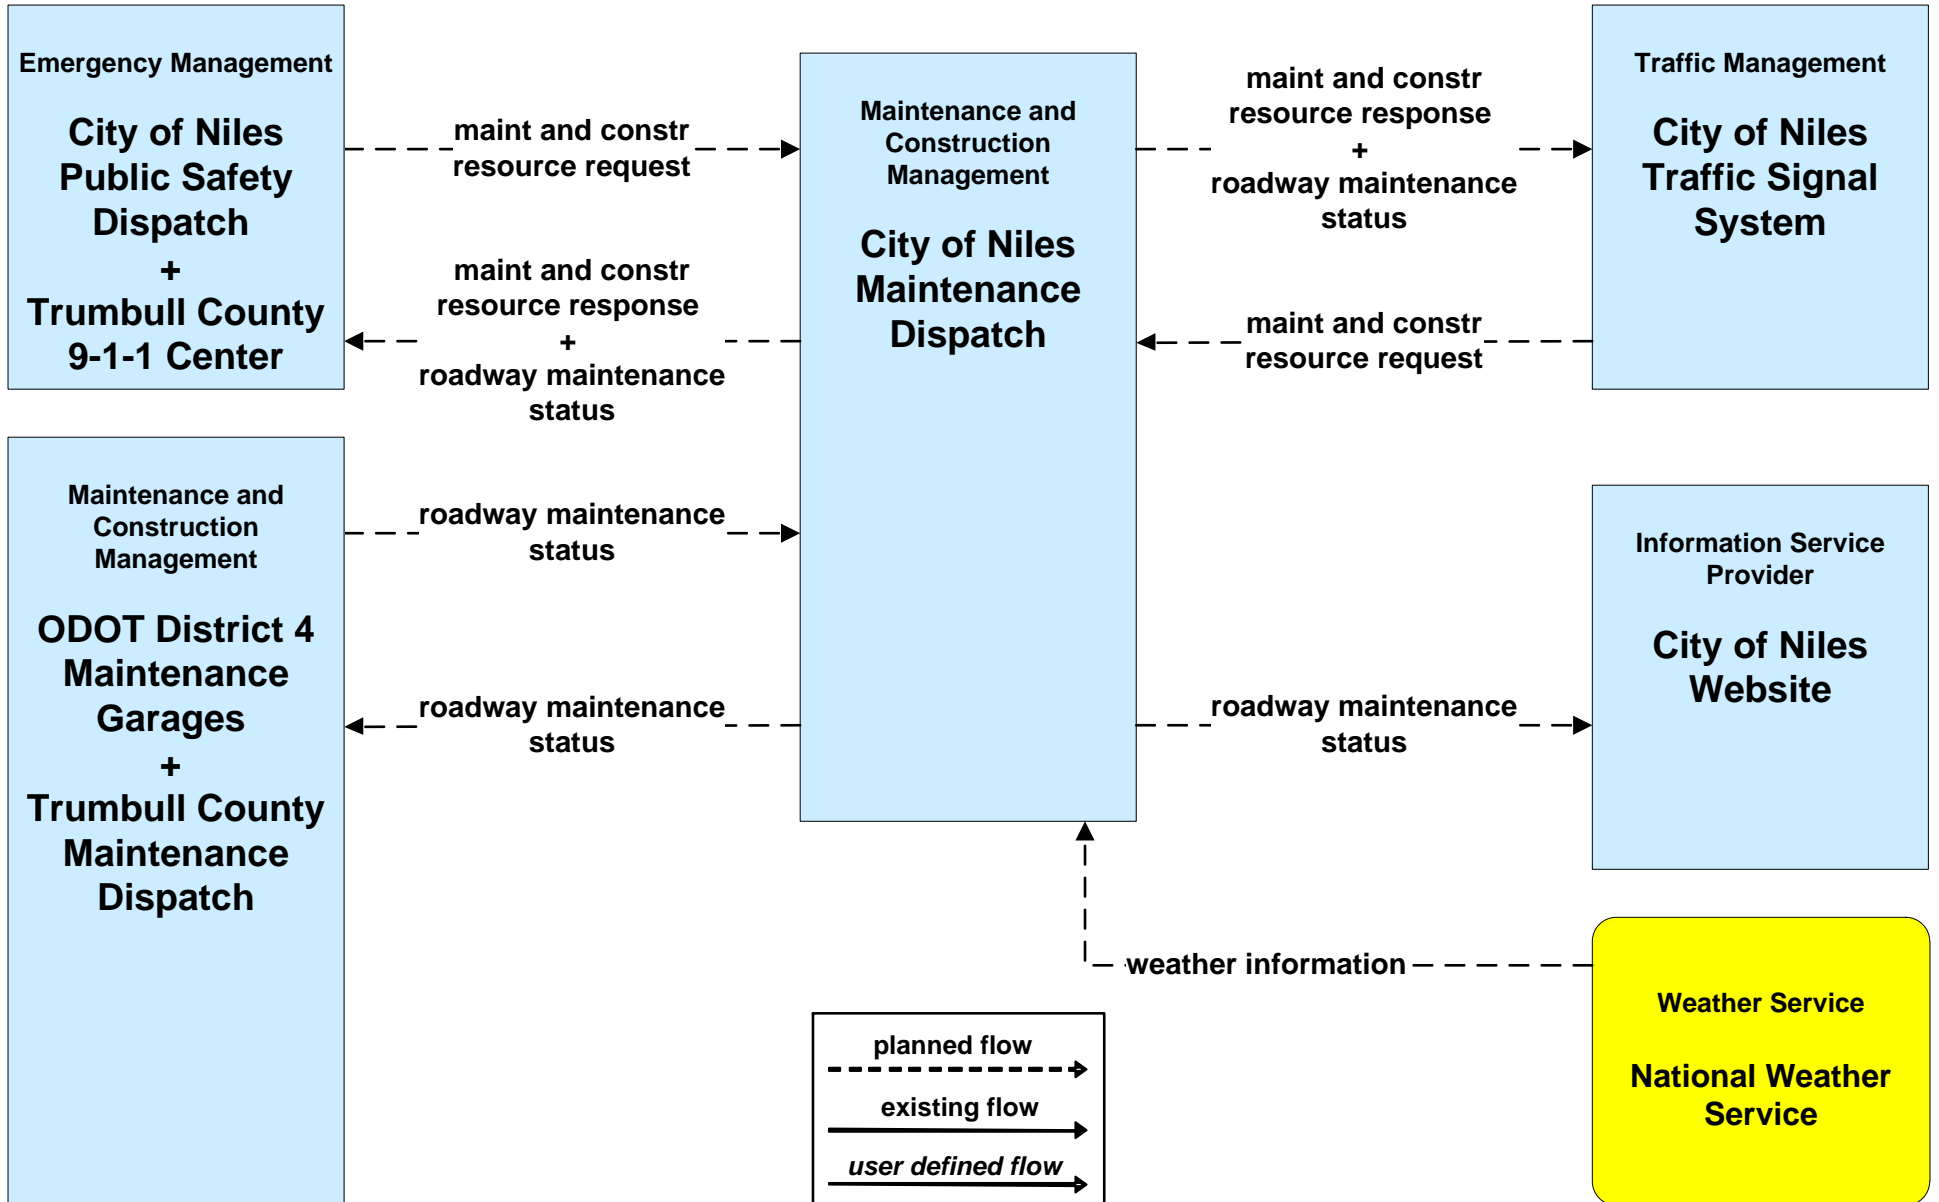 Emergency Management
City of Niles
Public Safety
Dispatch
+
Trumbull County
9-1-1 Center
maint and constr
resource request
maint and constr
resource response
+
roadway maintenance
status
Maintenance and
Construction
Management
City of Niles
Maintenance
Dispatch
maint and constr
resource response
+
roadway maintenance
status
maint and constr
resource request
Traffic Management
City of Niles
Traffic Signal
System
Maintenance and
Construction
Management
ODOT District 4
Maintenance
Garages
+
Trumbull County
Maintenance
Dispatch
roadway maintenance
status
roadway maintenance
status
roadway maintenance
status
Information Service
Provider
City of Niles
Website
weather information
Weather Service
National Weather
Service
planned flow
existing flow
user defined flow